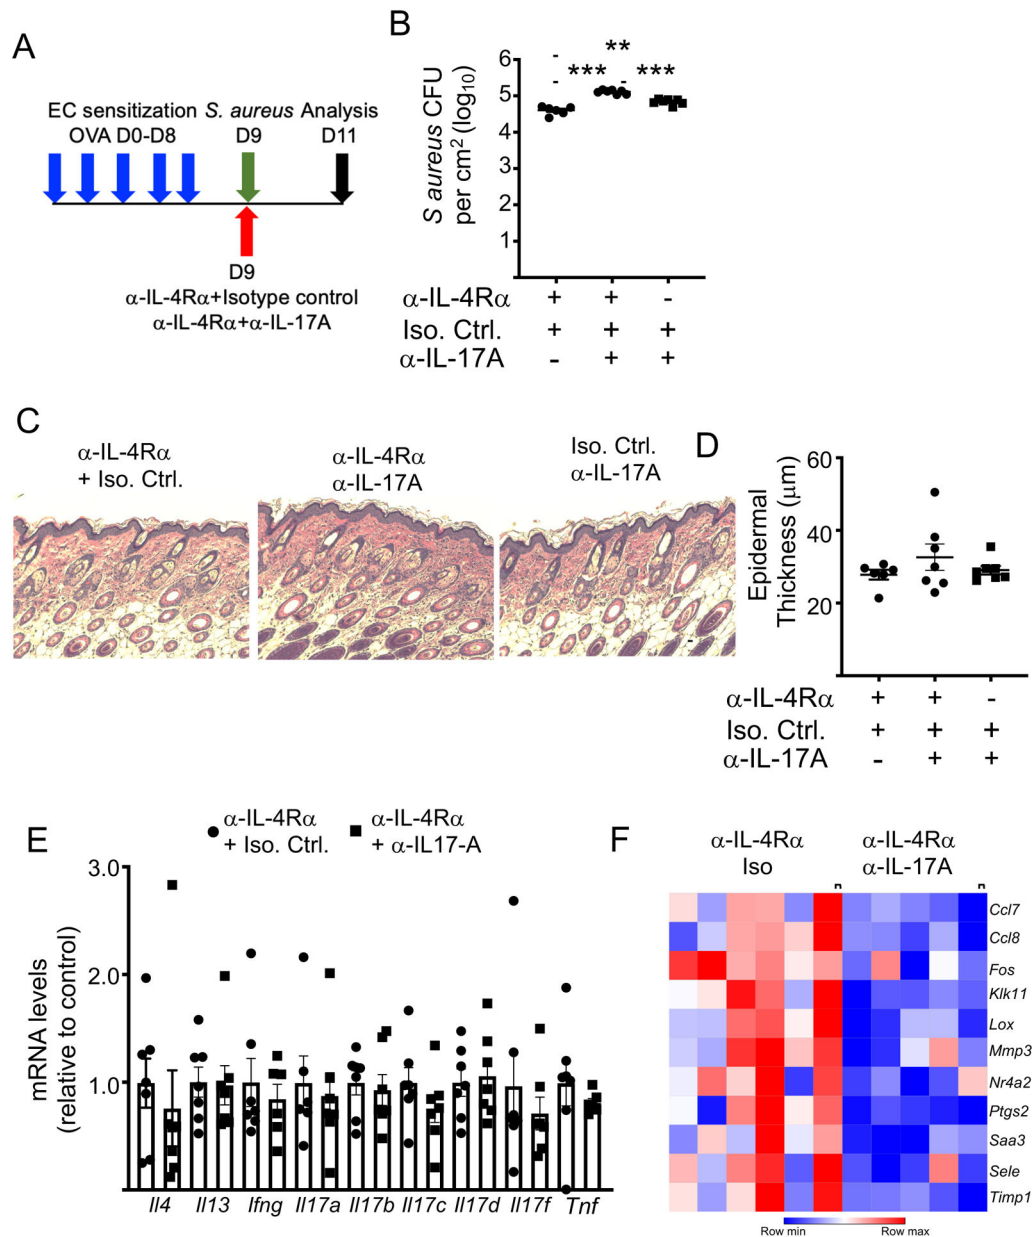 A
EC sensitization S. aureus Analysis
OVA D0-D8 D9 D11
D9
α-IL-4Rα+Isotype control
α-IL-4Rα+α-IL-17A
B
S aureus CFU
per cm2 (log10)
6
5
4
3
2
1
*** ** ***
α-IL-4Rα + + -
Iso. Ctrl. + + +
α-IL-17A - + +
C
α-IL-4Rα
+ Iso. Ctrl.
α-IL-4Rα
α-IL-17A
Iso. Ctrl.
α-IL-17A
D
Epidermal
Thickness (μm)
60
40
20
α-IL-4Rα + + -
Iso. Ctrl. + + +
α-IL-17A - + +
E
α-IL-4Rα
+ Iso. Ctrl.
α-IL-4Rα
+ α-IL17-A
mRNA levels
(relative to control)
3.0
2.0
1.0
Il4 Il13 Ifng Il17a Il17b Il17c Il17d Il17f Tnf
F
α-IL-4Rα
Iso
α-IL-4Rα
α-IL-17A
Ccl7
Ccl8
Fos
Klk11
Lox
Mmp3
Nr4a2
Ptgs2
Saa3
Sele
Timp1
Row min Row max